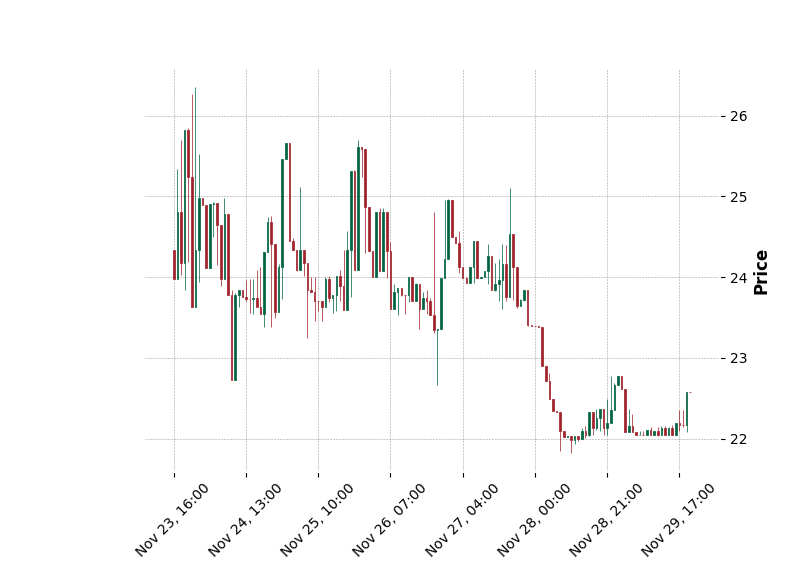 26
25
24
23
22
Price
Nov 23, 16:00
Nov 24, 13:00
Nov 25, 10:00
Nov 26, 07:00
Nov 27, 04:00
Nov 28, 00:00
Nov 28, 21:00
Nov 29, 17:00